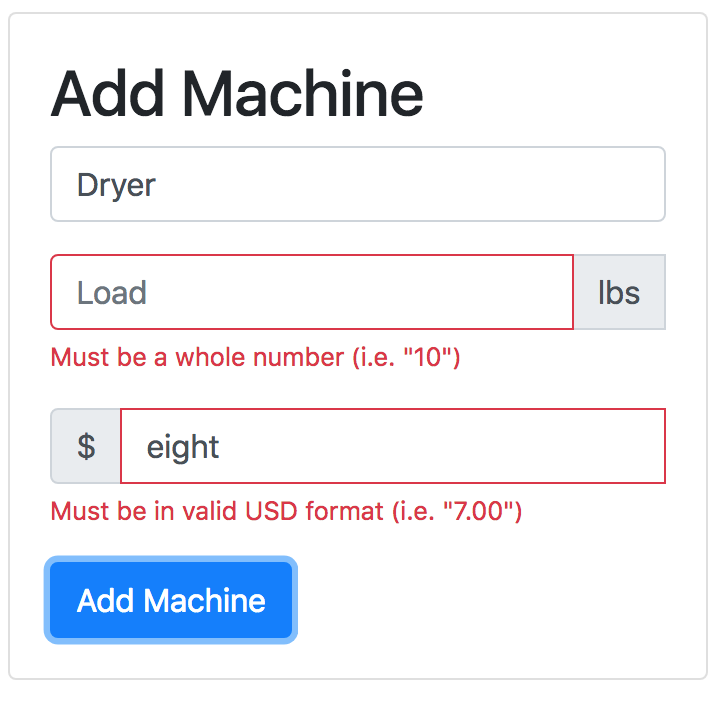 Add Machine
Dryer
Load lbs
Must be a whole number (i.e. "10")
$ eight
Must be in valid USD format (i.e. "7.00")
Add Machine